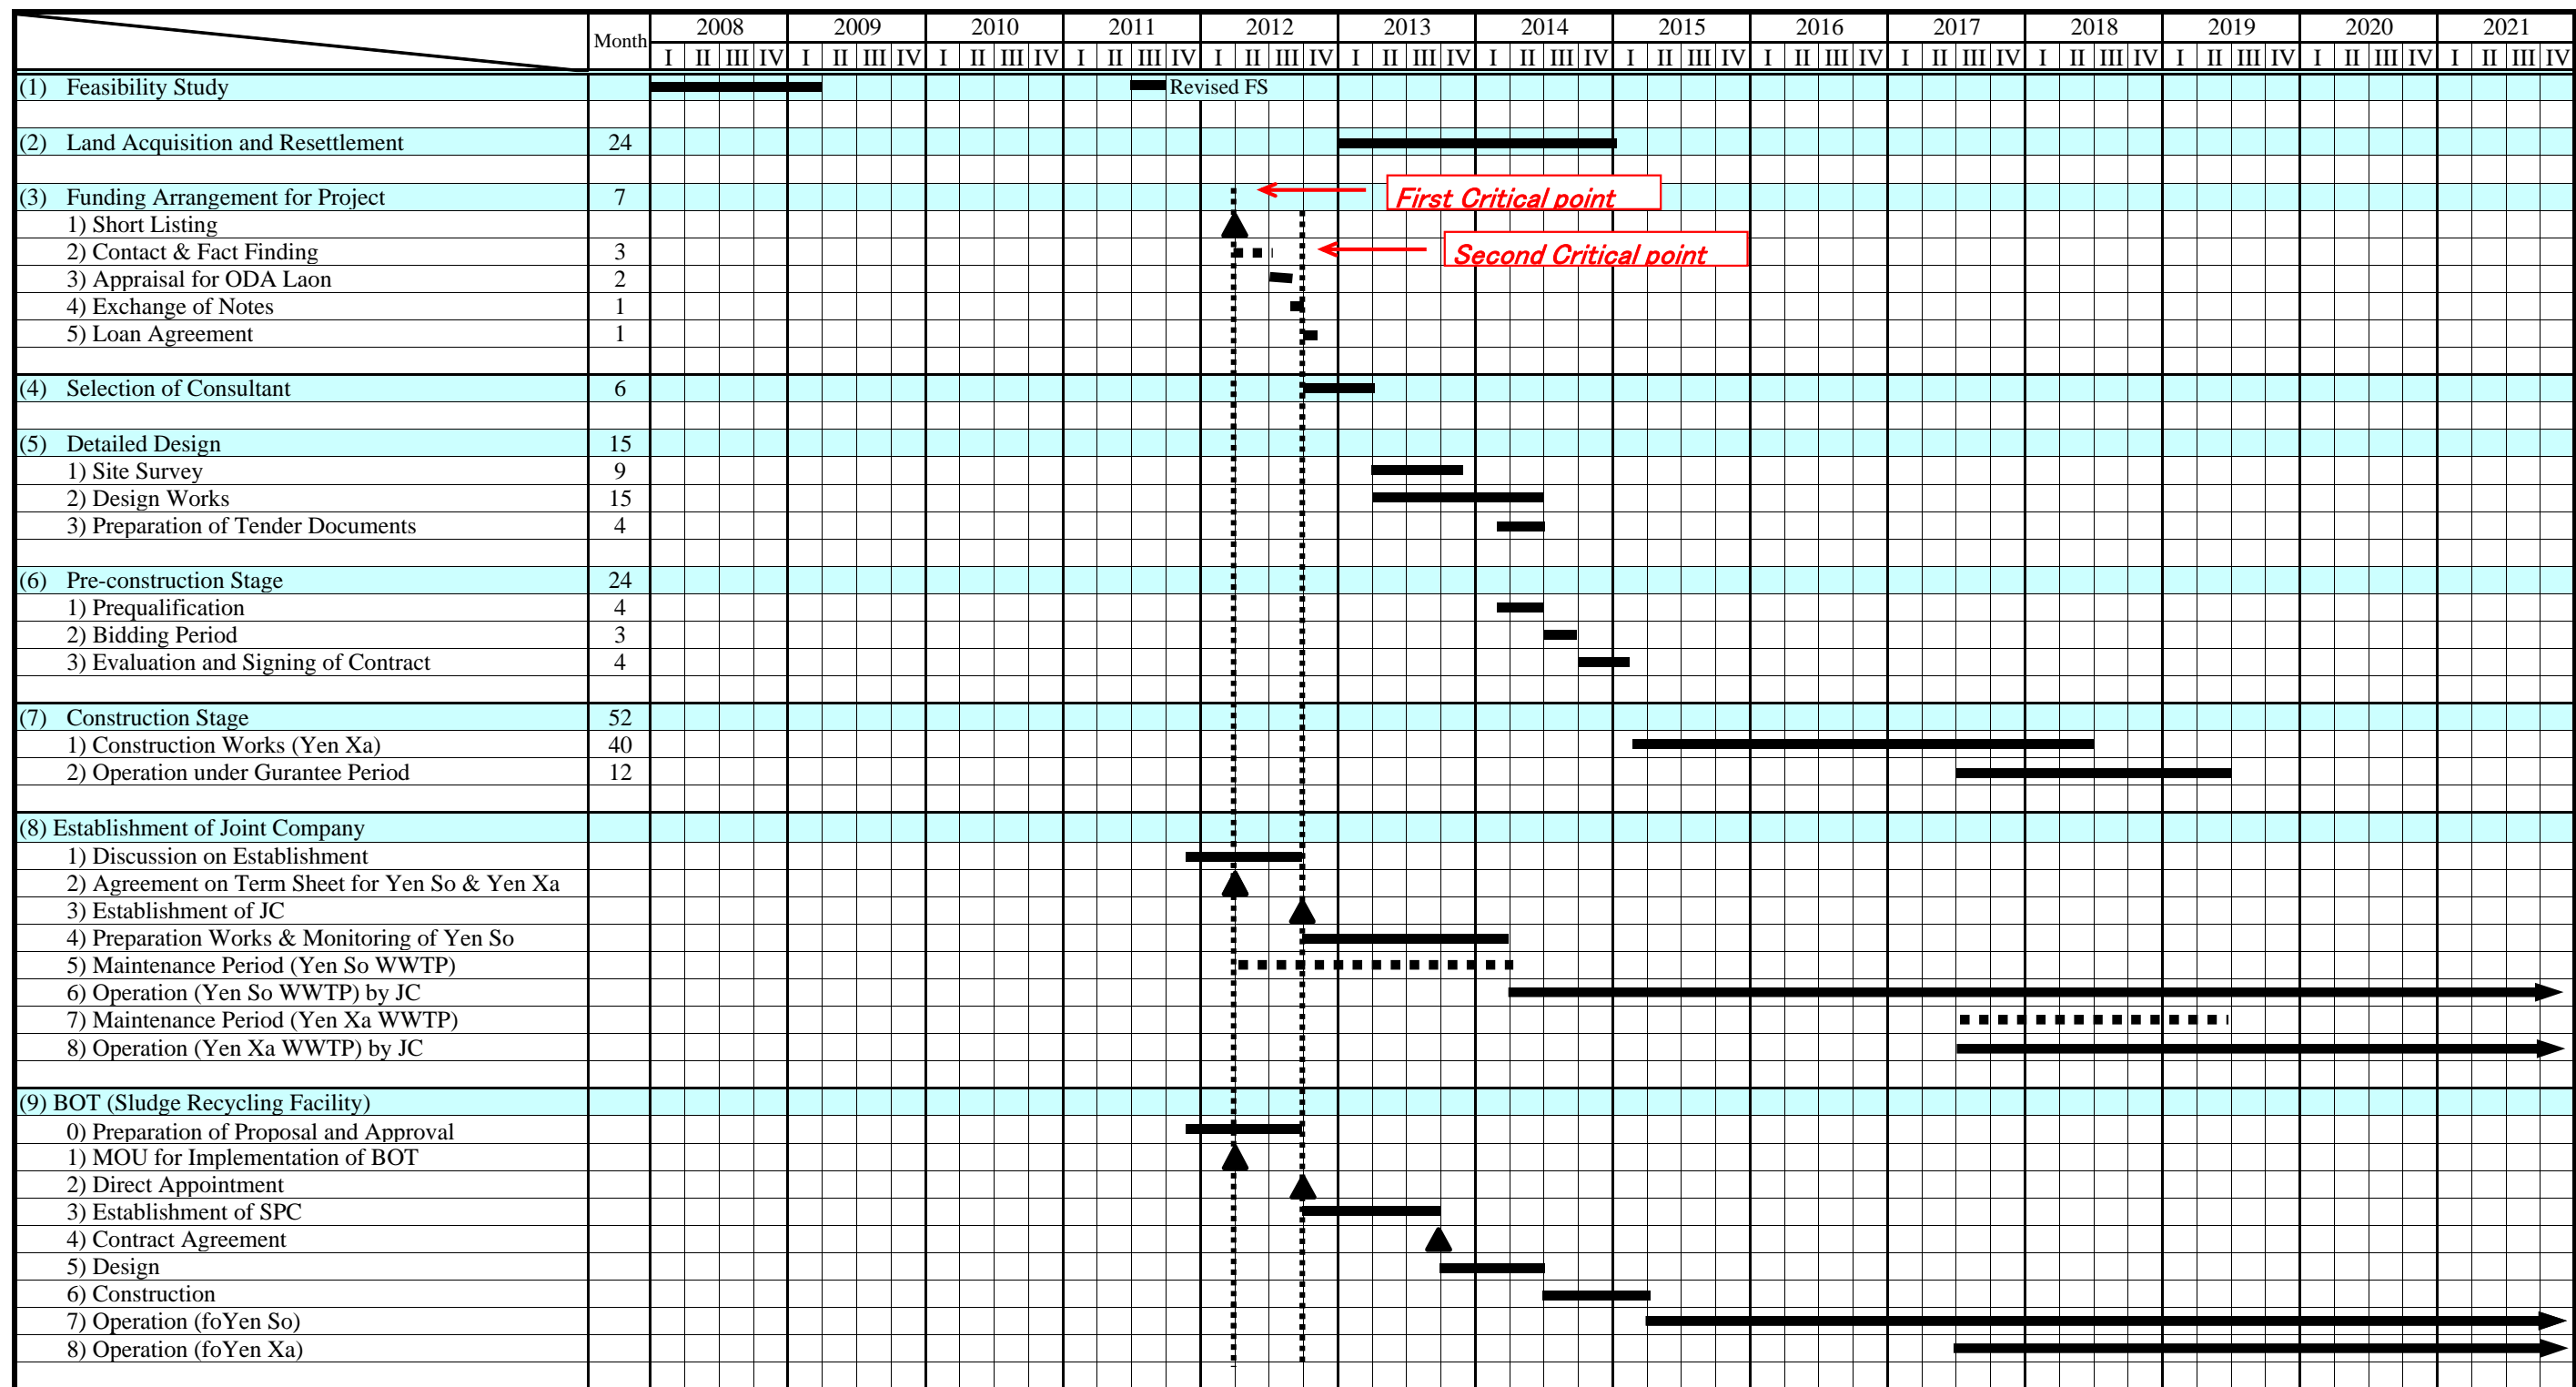 Month 2008 2009 2010 2011 2012 2013 2014 2015 2016 2017 2018 2019 2020 2021
I II III IV I II III IV I II III IV I II III IV I II III IV I II III IV I II III IV I II III IV I II III IV I II III IV I II III IV I II III IV I II III IV I II III IV
(1) Feasibility Study Revised FS
(2) Land Acquisition and Resettlement 24
(3) Funding Arrangement for Project 7 First Critical point
1) Short Listing
2) Contact & Fact Finding 3 Second Critical point
3) Appraisal for ODA Laon 2
4) Exchange of Notes 1
5) Loan Agreement 1
(4) Selection of Consultant 6
(5) Detailed Design 15
1) Site Survey 9
2) Design Works 15
3) Preparation of Tender Documents 4
(6) Pre-construction Stage 24
1) Prequalification 4
2) Bidding Period 3
3) Evaluation and Signing of Contract 4
(7) Construction Stage 52
1) Construction Works (Yen Xa) 40
2) Operation under Gurantee Period 12
(8) Establishment of Joint Company
1) Discussion on Establishment
2) Agreement on Term Sheet for Yen So & Yen Xa
3) Establishment of JC
4) Preparation Works & Monitoring of Yen So
5) Maintenance Period (Yen So WWTP)
6) Operation (Yen So WWTP) by JC
7) Maintenance Period (Yen Xa WWTP)
8) Operation (Yen Xa WWTP) by JC
(9) BOT (Sludge Recycling Facility)
0) Preparation of Proposal and Approval
1) MOU for Implementation of BOT
2) Direct Appointment
3) Establishment of SPC
4) Contract Agreement
5) Design
6) Construction
7) Operation (foYen So)
8) Operation (foYen Xa)